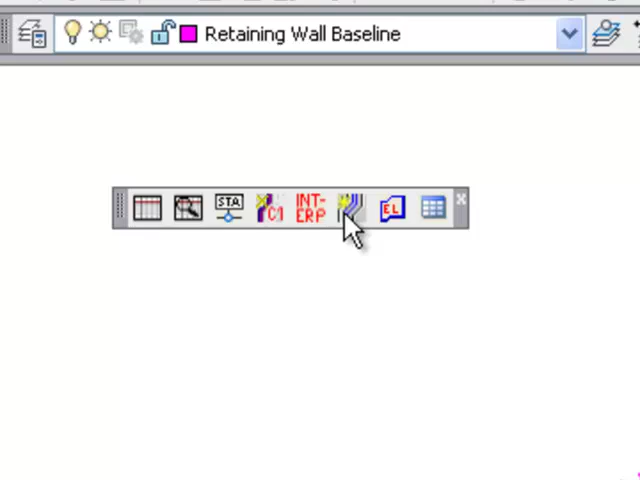 Retaining Wall Baseline
STA
C1
INT-
ERP
EL